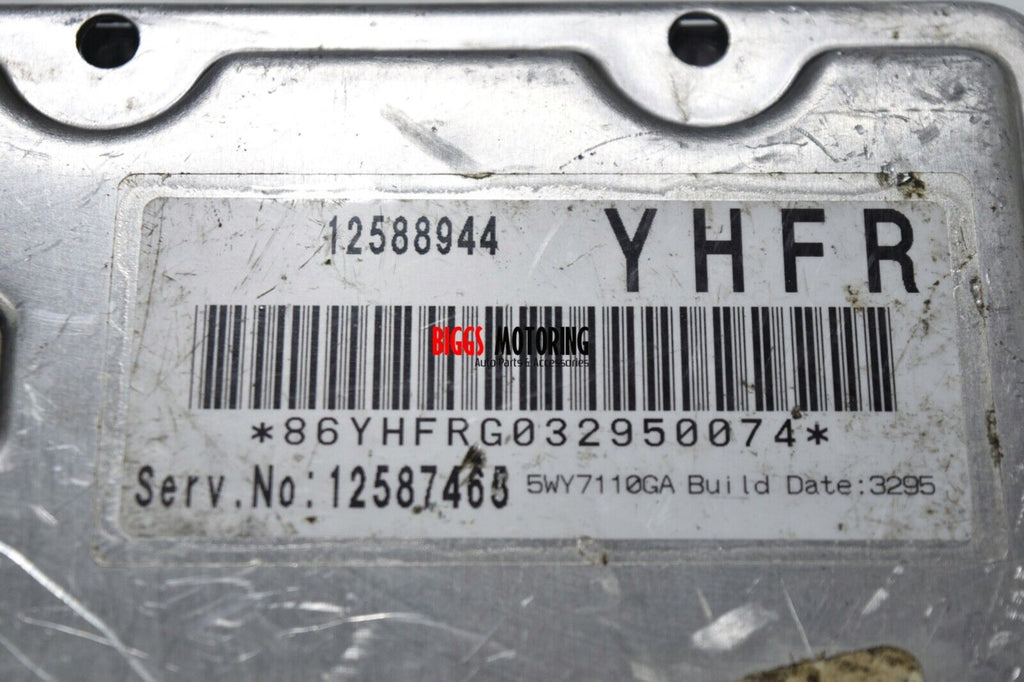 12588944 YHFR
BIGGS MOTORING
Auto Parts & Accessories
*86YHFRG032950074*
Serv.No:12587465 5WY7110GA Build Date:3295